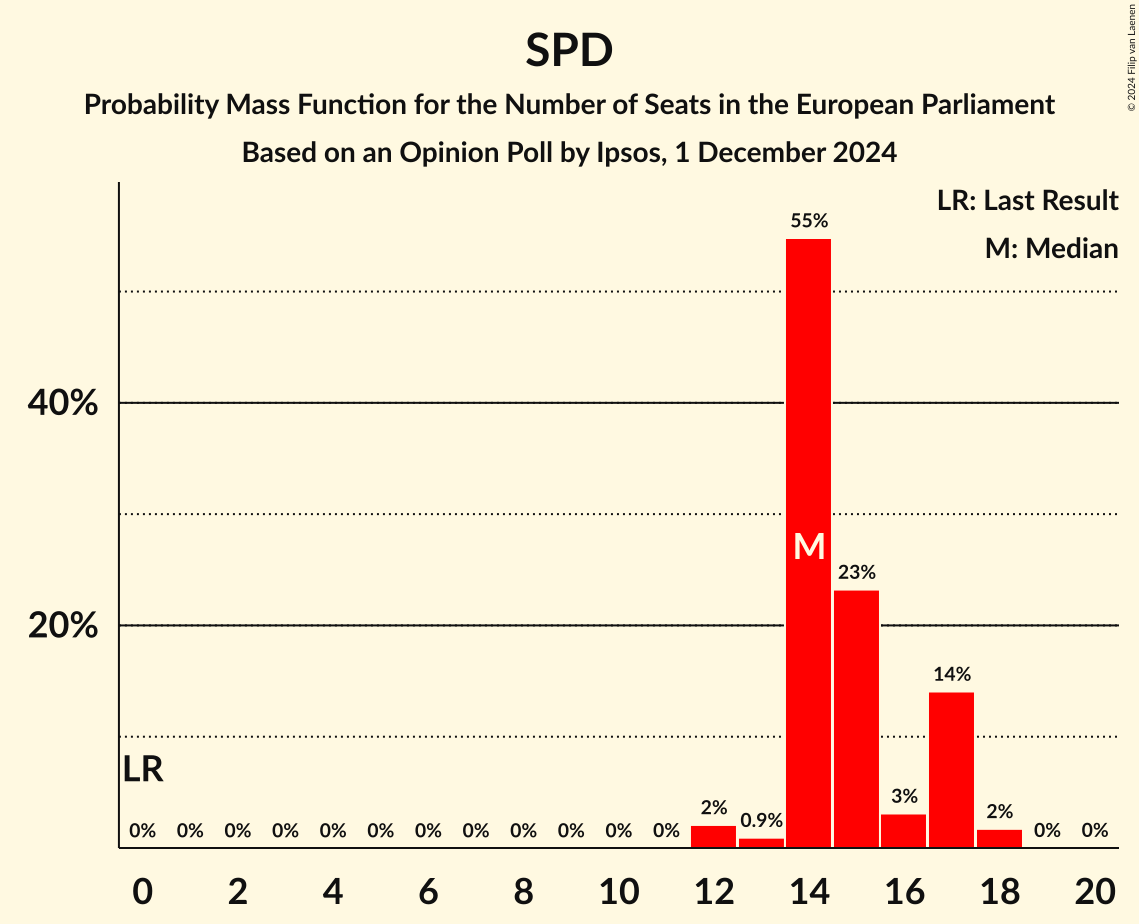 SPD
Probability Mass Function for the Number of Seats in the European Parliament
Based on an Opinion Poll by Ipsos, 1 December 2024
© 2024 Filip van Laenen
LR: Last Result
M: Median
40%
20%
LR
M
0% 0% 0% 0% 0% 0% 0% 0% 0% 0% 0% 0% 2% 0.9% 55% 23% 3% 14% 2% 0% 0%
0 2 4 6 8 10 12 14 16 18 20